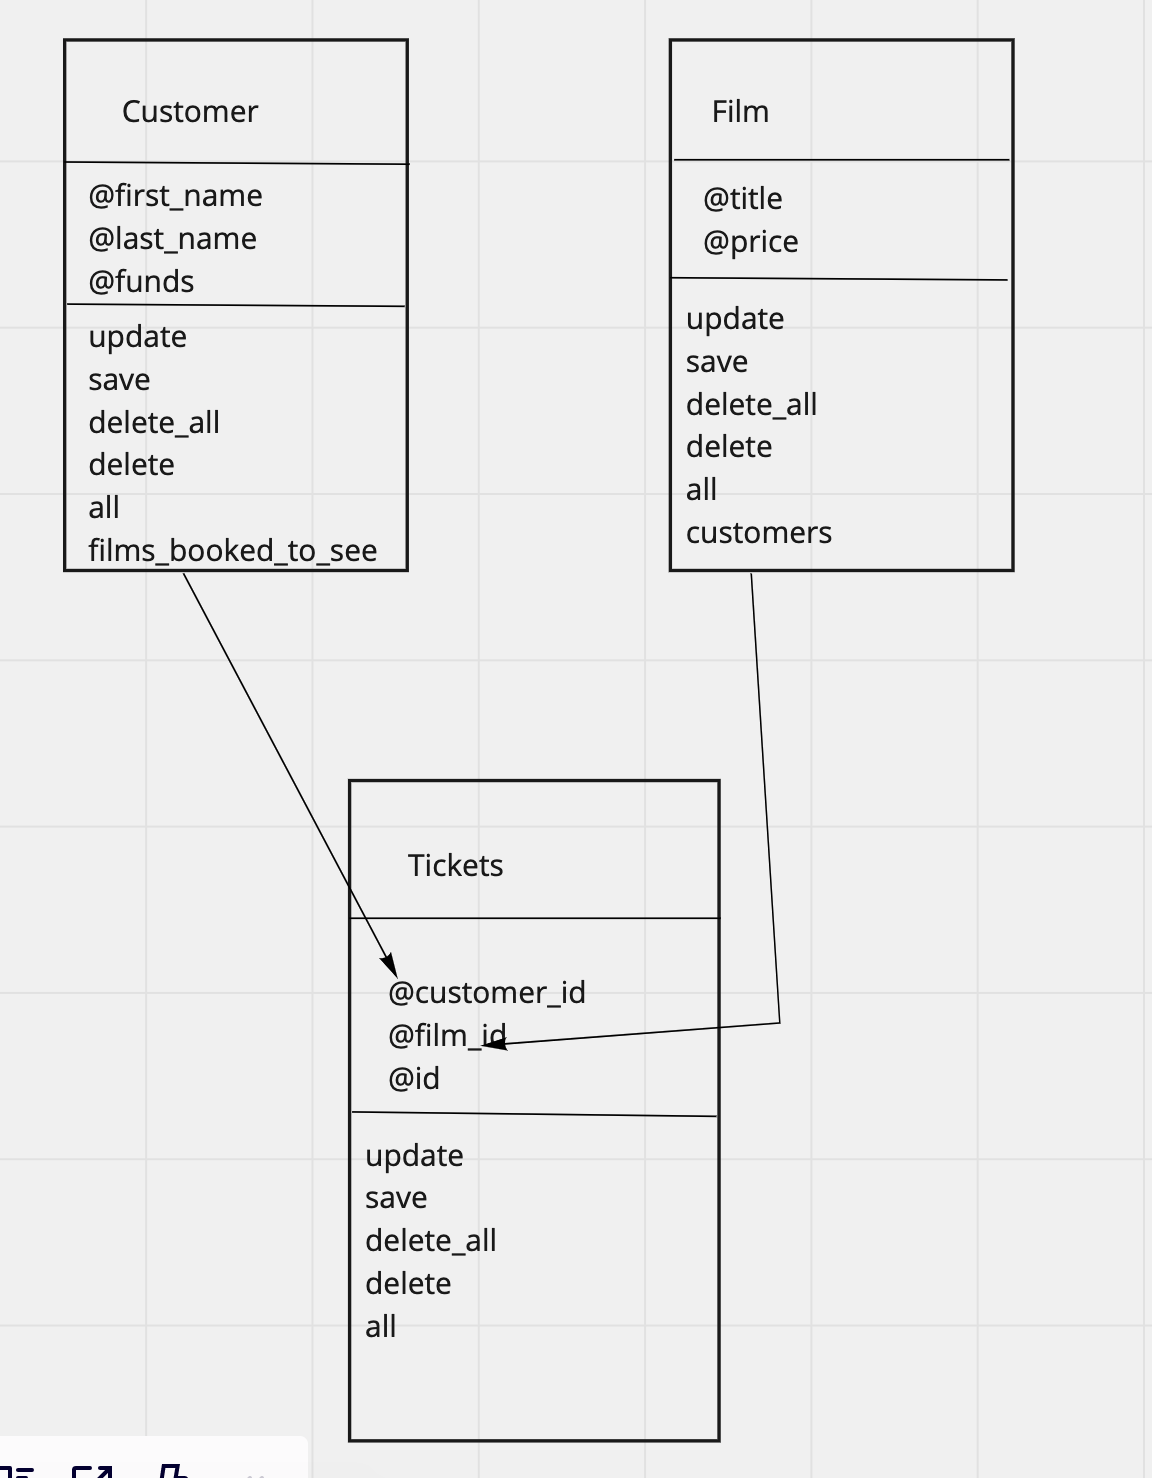 Customer
@first_name
@last_name
@funds
update
save
delete_all
delete
all
films_booked_to_see
Film
@title
@price
update
save
delete_all
delete
all
customers
Tickets
@customer_id
@film_id
@id
update
save
delete_all
delete
all